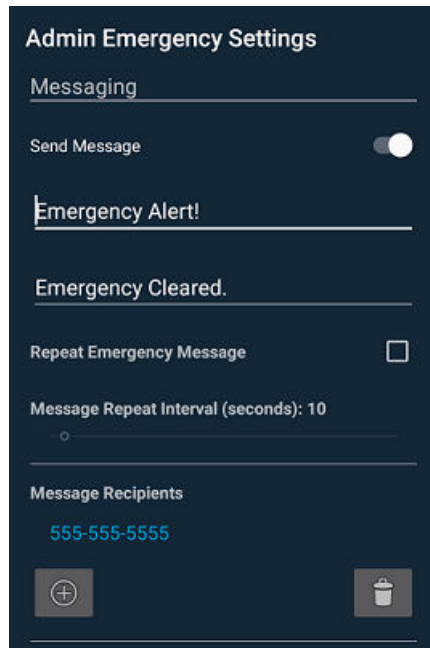 Admin Emergency Settings
Messaging
Send Message
Emergency Alert!
Emergency Cleared.
Repeat Emergency Message
Message Repeat Interval (seconds): 10
Message Recipients
555-555-5555